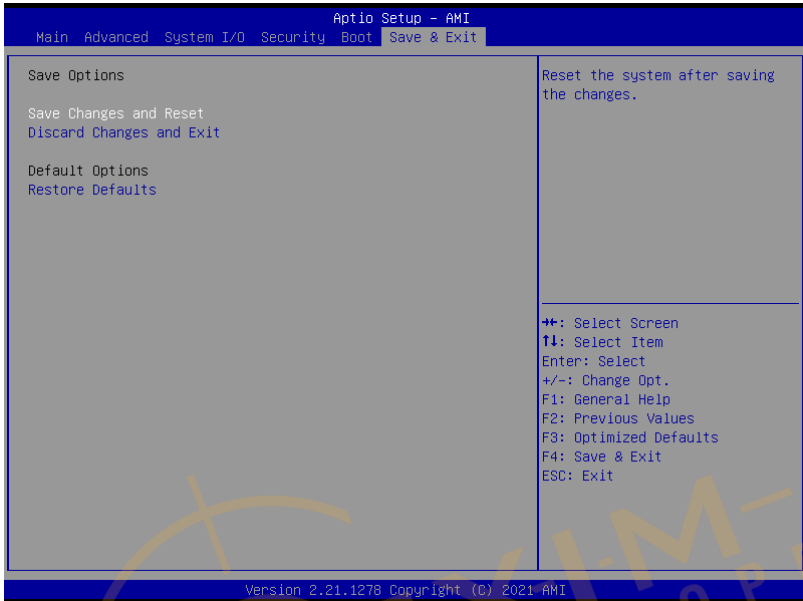 Aptio Setup – AMI
Main Advanced System I/O Security Boot Save & Exit
Save Options
Save Changes and Reset
Discard Changes and Exit
Default Options
Restore Defaults
Reset the system after saving
the changes.
→←: Select Screen
↑↓: Select Item
Enter: Select
+/-: Change Opt.
F1: General Help
F2: Previous Values
F3: Optimized Defaults
F4: Save & Exit
ESC: Exit
Version 2.21.1278 Copyright (C) 2021 AMI